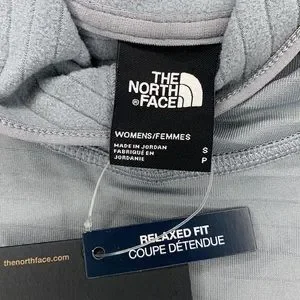 THE
NORTH
FACE
®
WOMENS/FEMMES
MADE IN JORDAN
FABRIQUÉ EN
JORDANIE
S
P
RELAXED FIT
COUPE DÉTENDUE
thenorthface.com